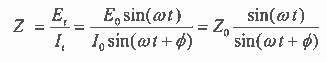 Z = E_t / I_t = E_0 sin(ωt) / I_0 sin(ωt + ϕ) = Z_0 sin(ωt) / sin(ωt + ϕ)